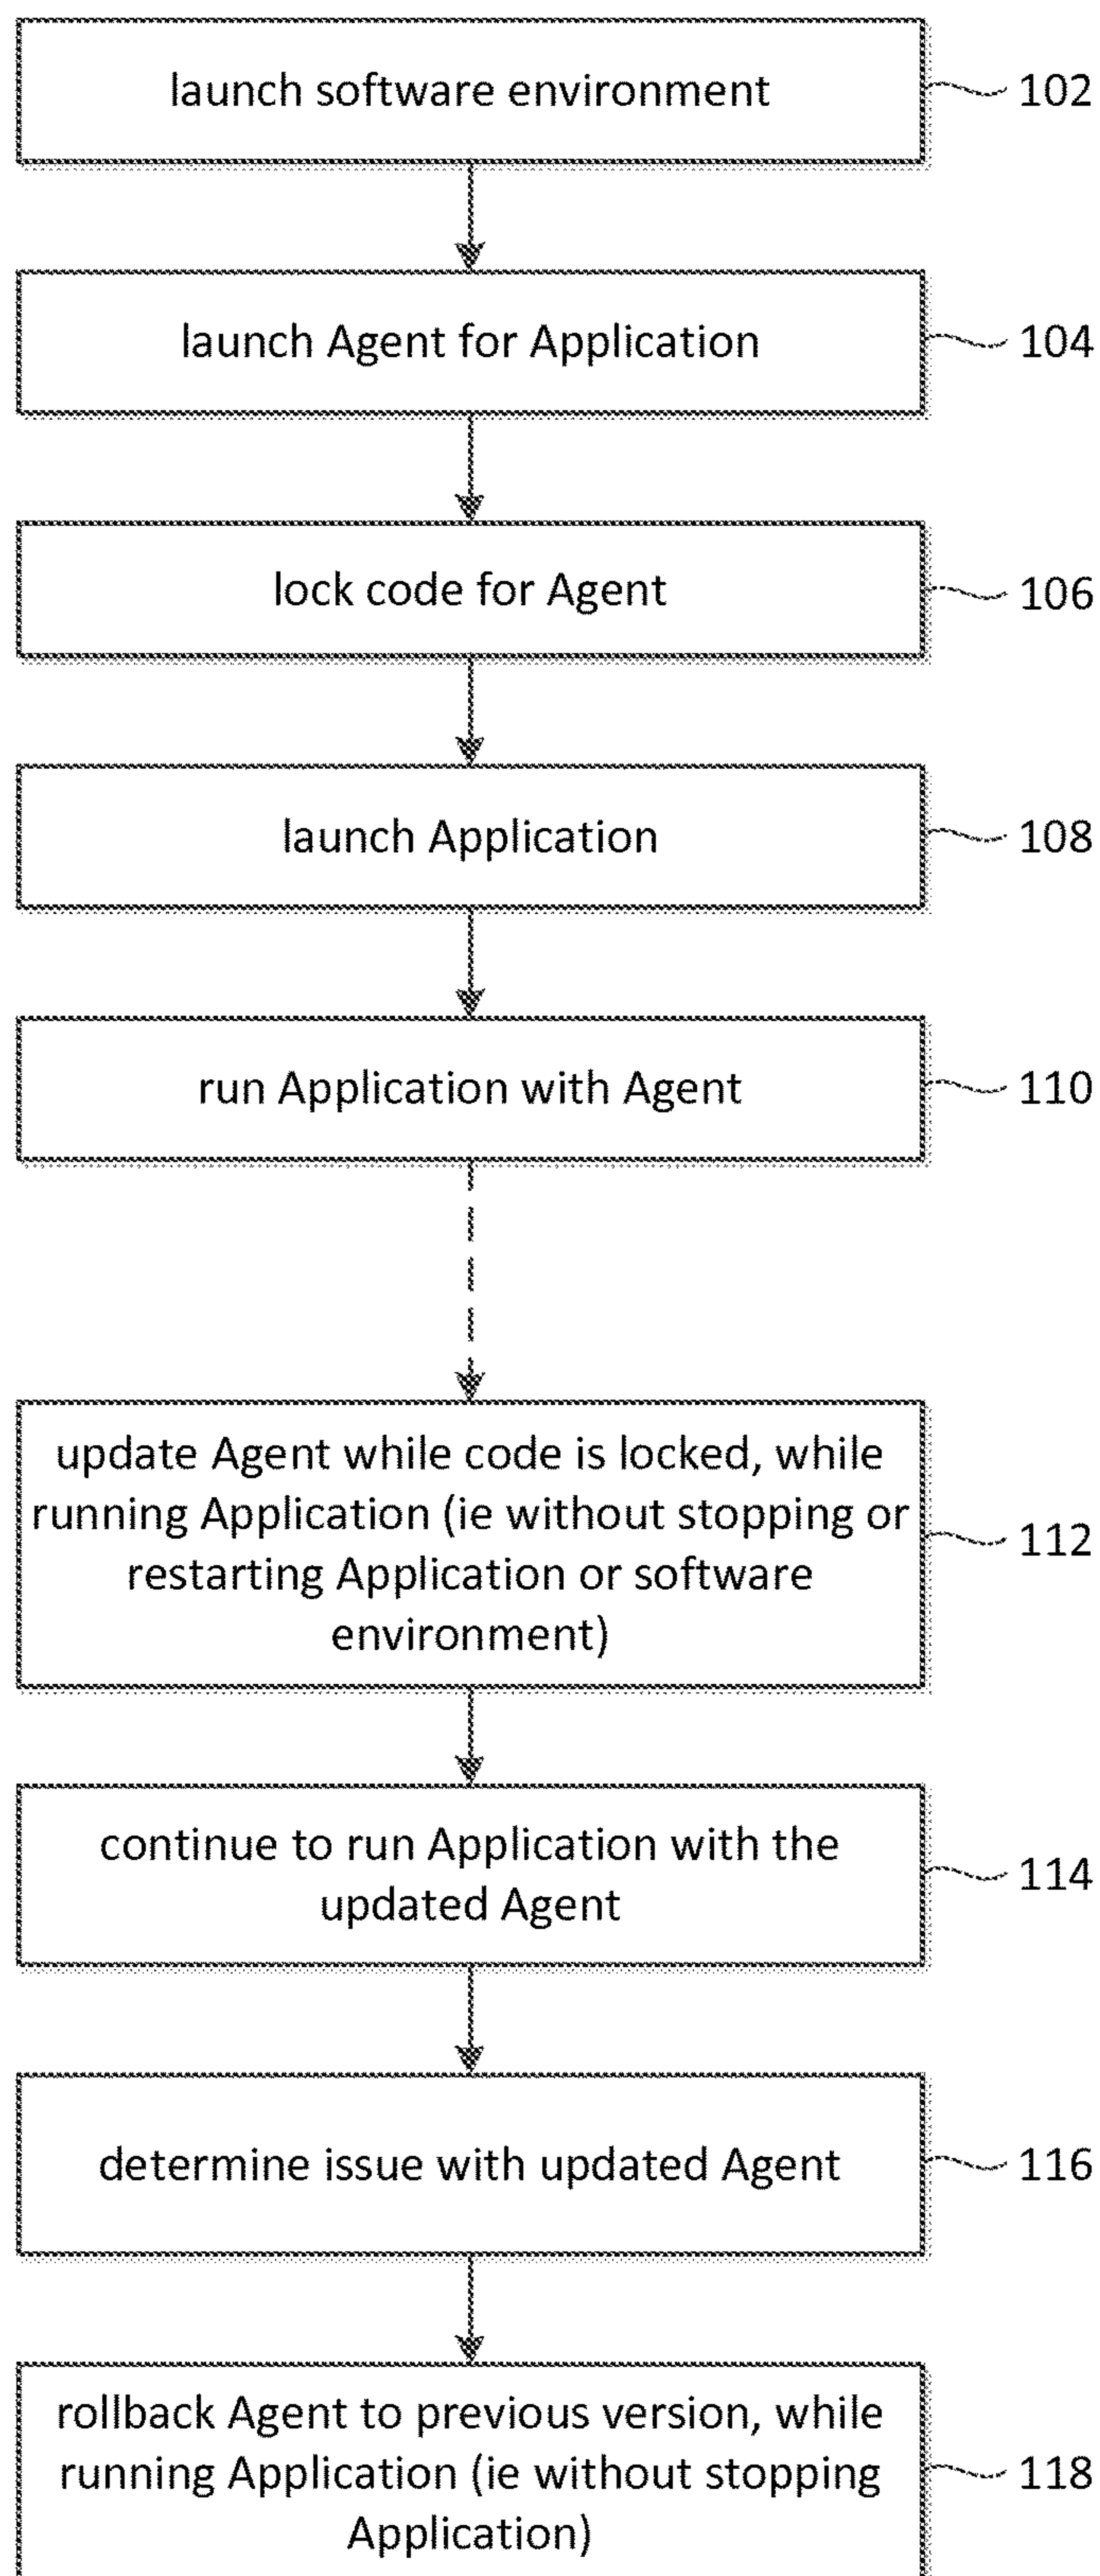 launch software environment
102
launch Agent for Application
104
lock code for Agent
106
launch Application
108
run Application with Agent
110
update Agent while code is locked, while
running Application (ie without stopping or
restarting Application or software
environment)
112
continue to run Application with the
updated Agent
114
determine issue with updated Agent
116
rollback Agent to previous version, while
running Application (ie without stopping
Application)
118